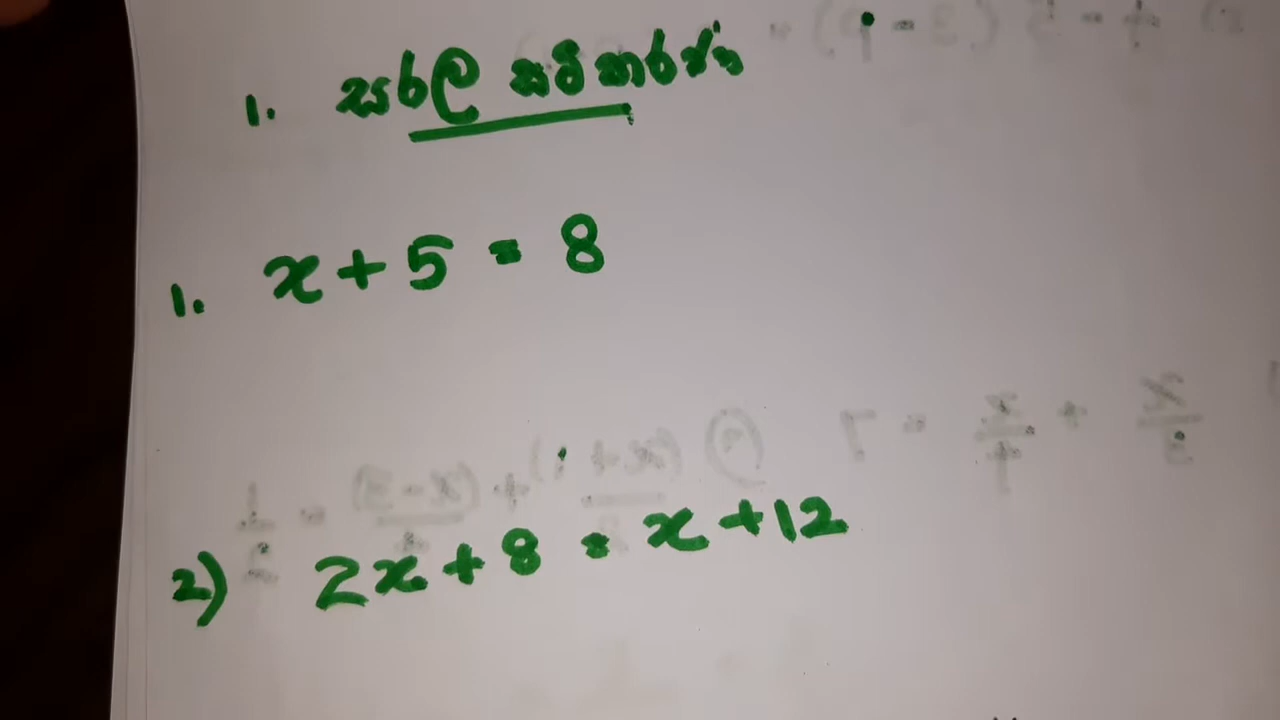 1. සරල සමීකරණ
1. x + 5 = 8
2) 2x + 8 = x + 12